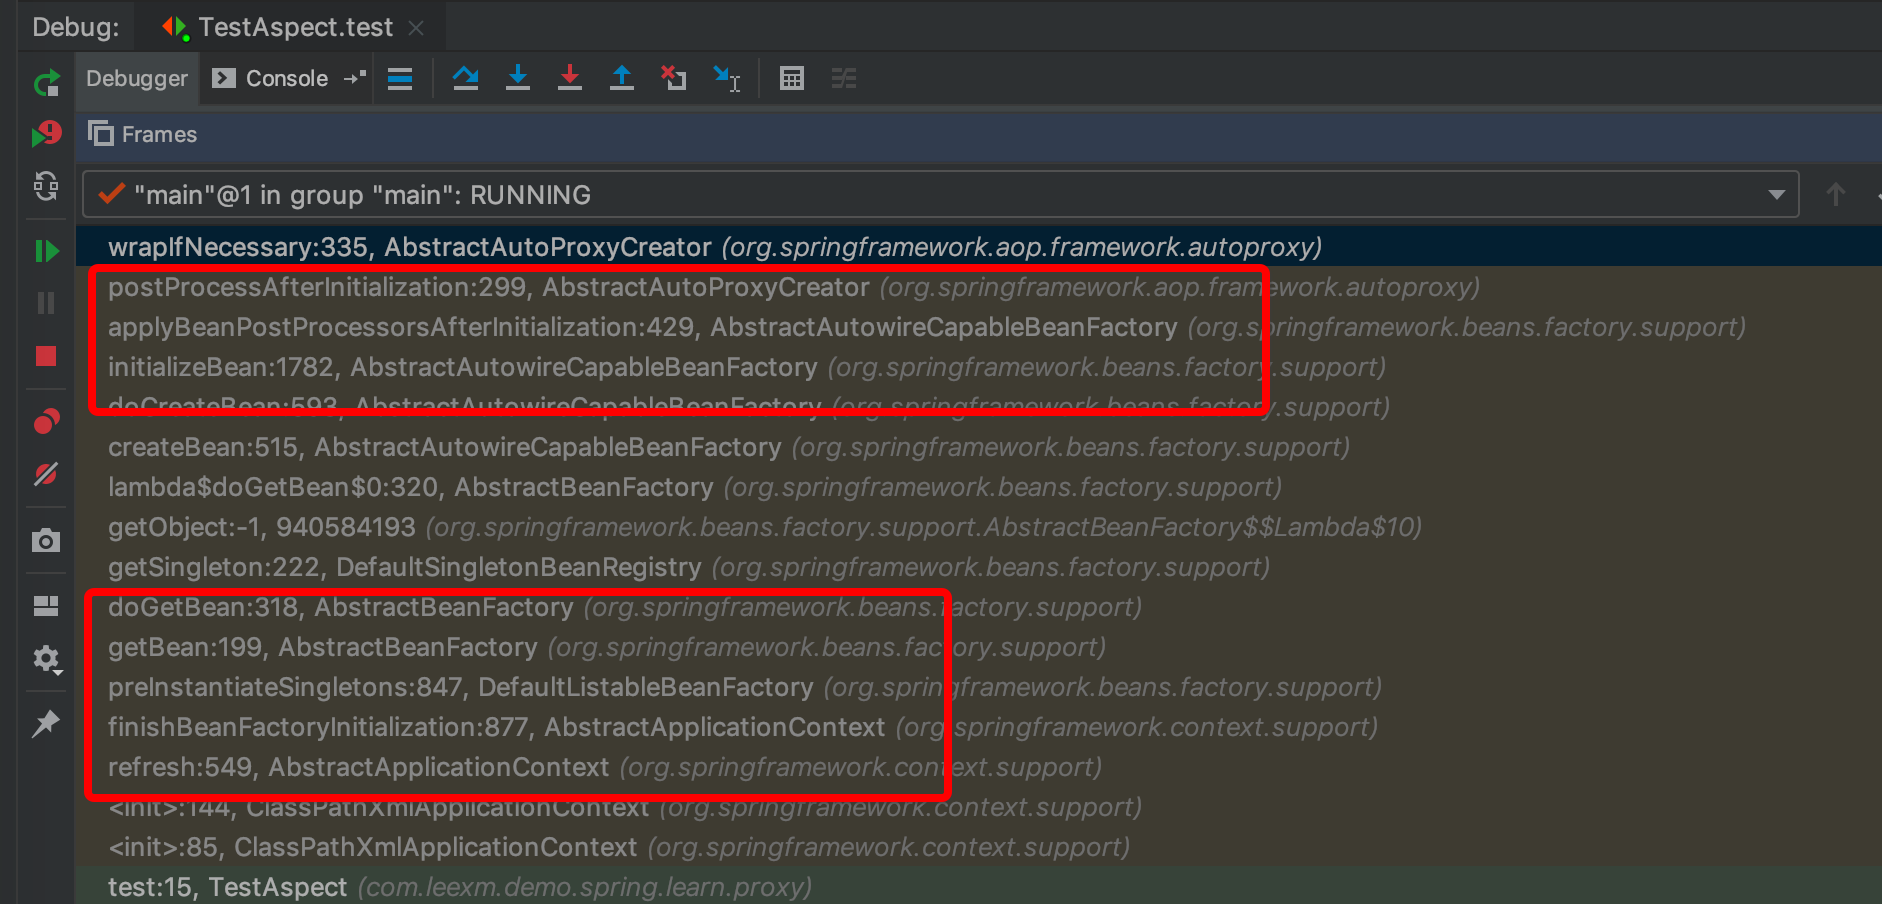 Debug: TestAspect.test
Debugger Console
Frames
"main"@1 in group "main": RUNNING
wrapIfNecessary:335, AbstractAutoProxyCreator (org.springframework.aop.framework.autoproxy)
postProcessAfterInitialization:299, AbstractAutoProxyCreator (org.springframework.aop.framework.autoproxy)
applyBeanPostProcessorsAfterInitialization:429, AbstractAutowireCapableBeanFactory (org.springframework.beans.factory.support)
initializeBean:1782, AbstractAutowireCapableBeanFactory (org.springframework.beans.factory.support)
doCreateBean:593, AbstractAutowireCapableBeanFactory (org.springframework.beans.factory.support)
createBean:515, AbstractAutowireCapableBeanFactory (org.springframework.beans.factory.support)
lambda$doGetBean$0:320, AbstractBeanFactory (org.springframework.beans.factory.support)
getObject:-1, 940584193 (org.springframework.beans.factory.support.AbstractBeanFactory$$Lambda$10)
getSingleton:222, DefaultSingletonBeanRegistry (org.springframework.beans.factory.support)
doGetBean:318, AbstractBeanFactory (org.springframework.beans.factory.support)
getBean:199, AbstractBeanFactory (org.springframework.beans.factory.support)
preInstantiateSingletons:847, DefaultListableBeanFactory (org.springframework.beans.factory.support)
finishBeanFactoryInitialization:877, AbstractApplicationContext (org.springframework.context.support)
refresh:549, AbstractApplicationContext (org.springframework.context.support)
<init>:144, ClassPathXmlApplicationContext (org.springframework.context.support)
<init>:85, ClassPathXmlApplicationContext (org.springframework.context.support)
test:15, TestAspect (com.leexm.demo.spring.learn.proxy)